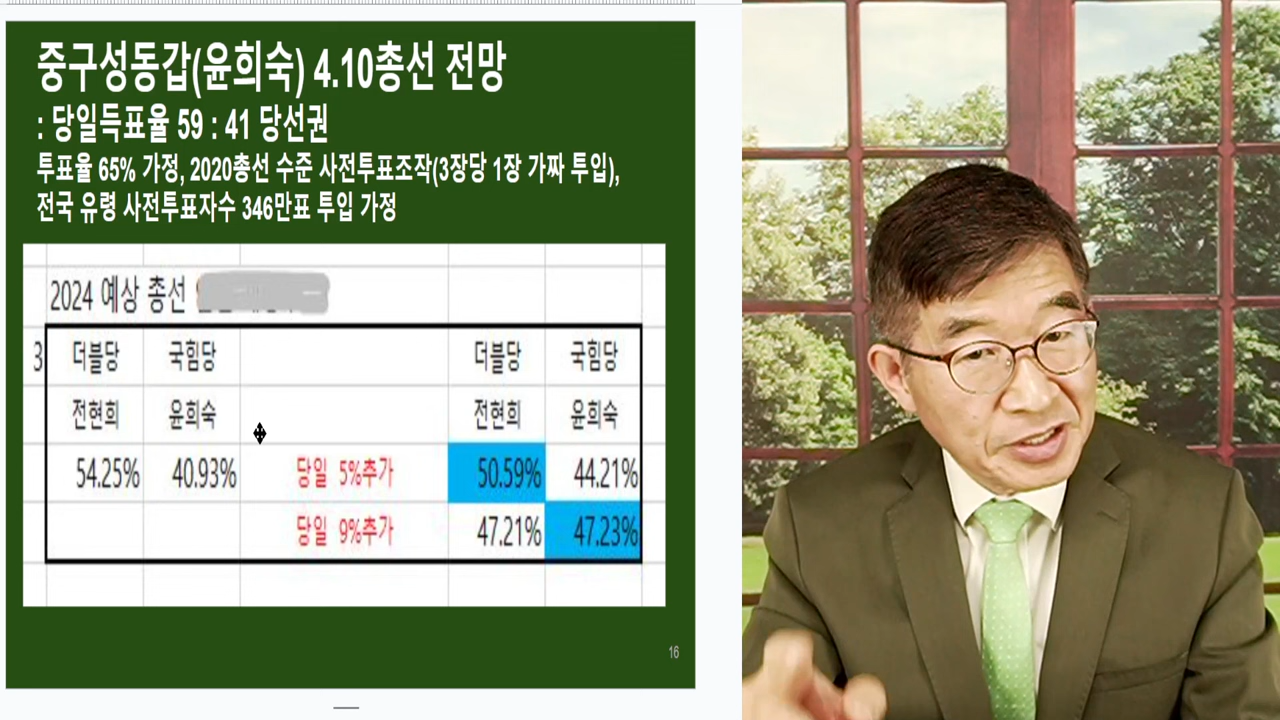 중구성동갑(윤희숙) 4.10총선 전망
: 당일득표율 59 : 41 당선권
투표율 65% 가정, 2020총선 수준 사전투표조작(3장당 1장 가짜 투입),
전국 유령 사전투표자수 346만표 투입 가정
2024 예상 총선
3 더블당 국힘당 더블당 국힘당
전현희 윤희숙 전현희 윤희숙
54.25% 40.93% 당일 5%추가 50.59% 44.21%
당일 9%추가 47.21% 47.23%
16